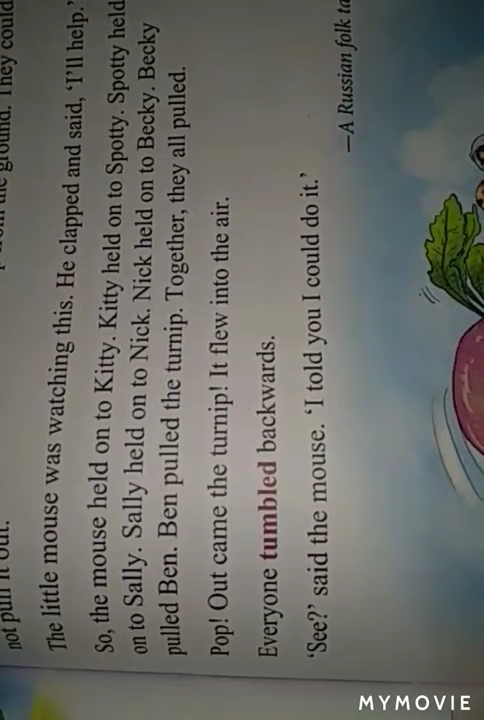 the ground. They could
not pull it out.
The little mouse was watching this. He clapped and said, ‘I’ll help.’
So, the mouse held on to Kitty. Kitty held on to Spotty. Spotty held
on to Sally. Sally held on to Nick. Nick held on to Becky. Becky
pulled Ben. Ben pulled the turnip. Together, they all pulled.
Pop! Out came the turnip! It flew into the air.
Everyone tumbled backwards.
‘See?’ said the mouse. ‘I told you I could do it.’
—A Russian folk ta
MYMOVIE